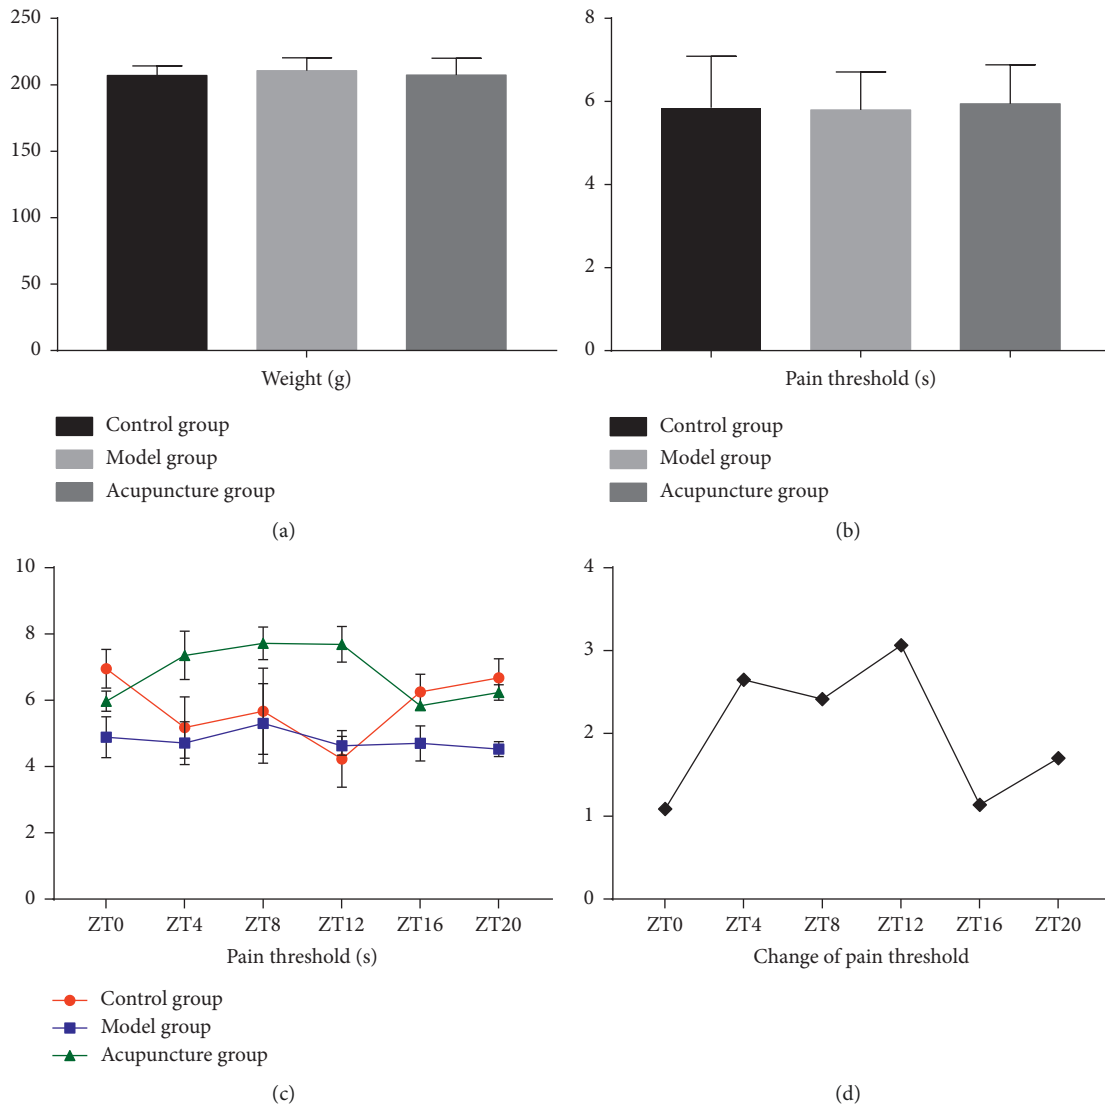 250
200
150
100
50
0
Weight (g)
Control group
Model group
Acupuncture group
(a)
8
6
4
2
0
Pain threshold (s)
Control group
Model group
Acupuncture group
(b)
10
8
6
4
2
0
ZT0 ZT4 ZT8 ZT12 ZT16 ZT20
Pain threshold (s)
Control group
Model group
Acupuncture group
(c)
4
3
2
1
0
ZT0 ZT4 ZT8 ZT12 ZT16 ZT20
Change of pain threshold
(d)